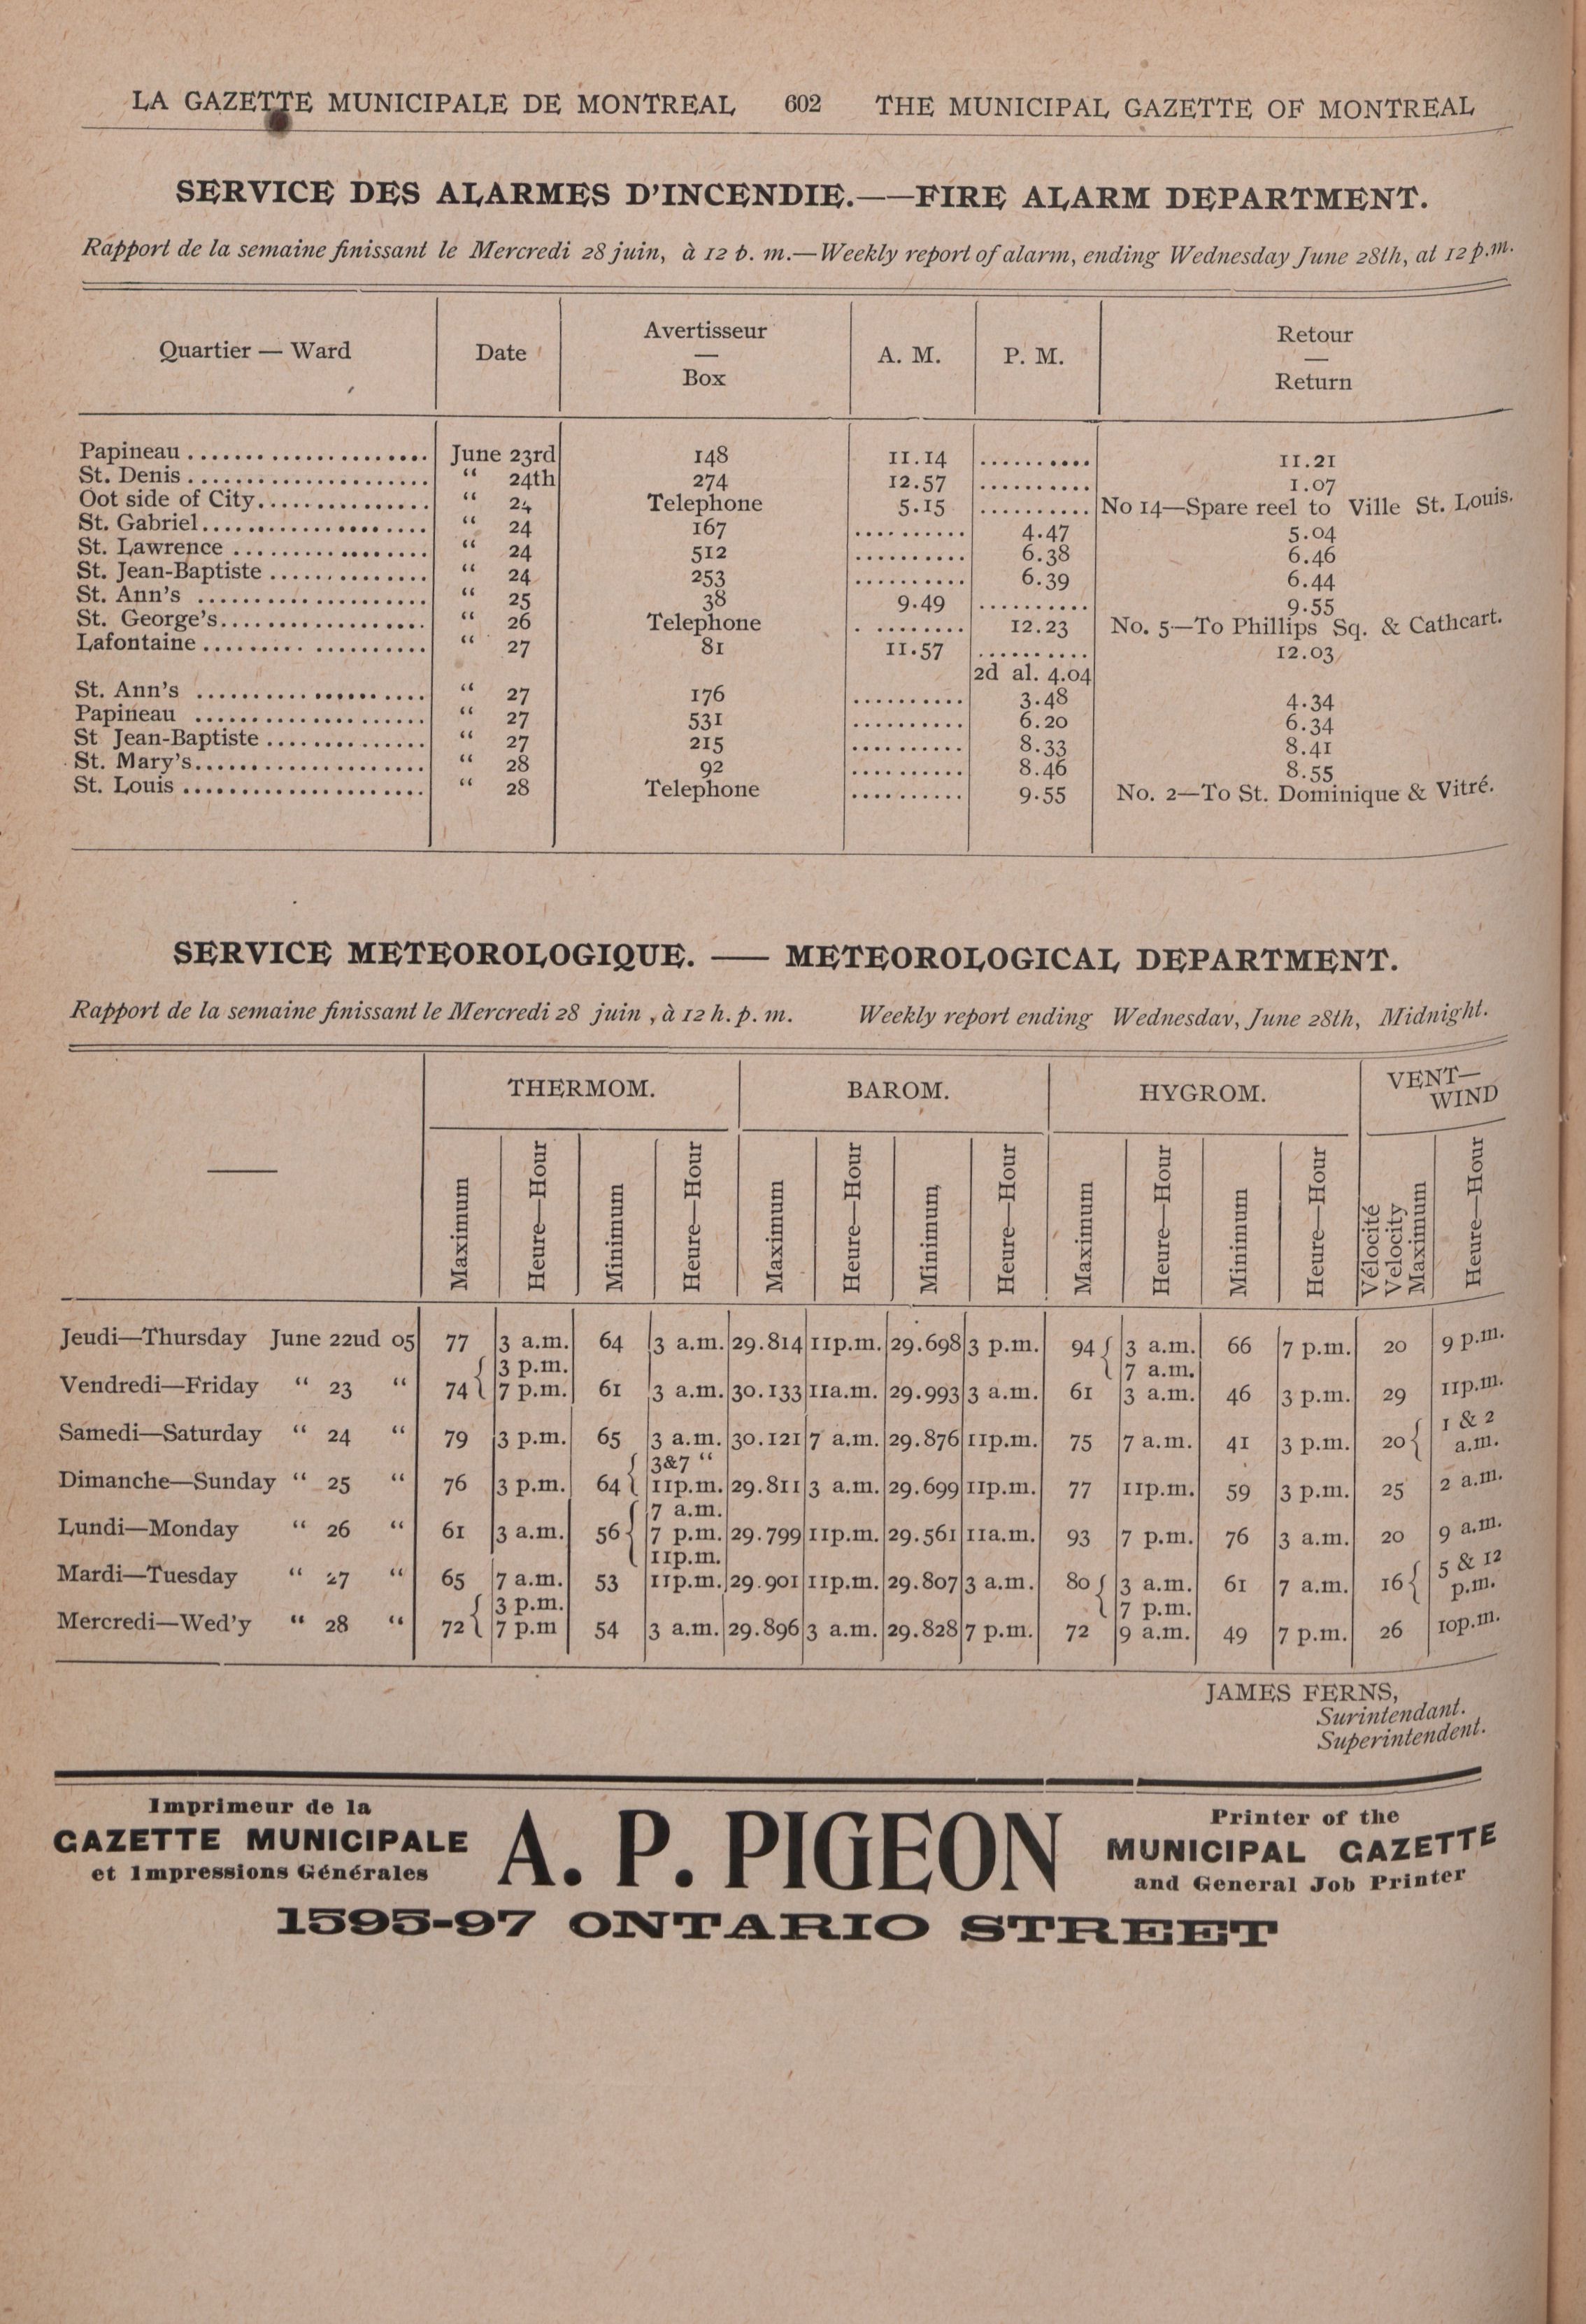 LA GAZETTE MUNICIPALE DE MONTREAL 602 THE MUNICIPAL GAZETTE OF MONTREAL
SERVICE DES ALARMES D'INCENDIE.——FIRE ALARM DEPARTMENT.
Rapport de la semaine finissant le Mercredi 28 juin, à 12 p. m.—Weekly report of alarm, ending Wednesday June 28th, at 12 p.m.
Quartier — Ward Date Avertisseur — Box A. M. P. M. Retour — Return
Papineau ..................... June 23rd 148 11.14 .......... 11.21
St. Denis ..................... “ 24th 274 12.57 .......... 1.07
Oot side of City............... “ 24 Telephone 5.15 .......... No 14—Spare reel to Ville St. Louis.
St. Gabriel.................... “ 24 167 .......... 4.47 5.04
St. Lawrence ................. “ 24 512 .......... 6.38 6.46
St. Jean-Baptiste .............. “ 24 253 .......... 6.39 6.44
St. Ann's .................... “ 25 38 9.49 .......... 9.55
St. George's.................. “ 26 Telephone . ........ 12.23 No. 5—To Phillips Sq. & Cathcart.
Lafontaine ......... .......... “ 27 81 11.57 .......... 12.03
2d al. 4.04
St. Ann's .................... “ 27 176 .......... 3.48 4.34
Papineau .................... “ 27 531 .......... 6.20 6.34
St Jean-Baptiste .............. “ 27 215 .......... 8.33 8.41
St. Mary's.................... “ 28 92 .......... 8.46 8.55
St. Louis ..................... “ 28 Telephone .......... 9.55 No. 2—To St. Dominique & Vitré.
SERVICE METEOROLOGIQUE. —— METEOROLOGICAL DEPARTMENT.
Rapport de la semaine finissant le Mercredi 28 juin , à 12 h. p. m. Weekly report ending Wednesday, June 28th, Midnight.
THERMOM. BAROM. HYGROM. VENT—WIND
Maximum Heure—Hour Minimum Heure—Hour Maximum Heure—Hour Minimum Heure—Hour Maximum Heure—Hour Minimum Heure—Hour Vélocité Velocity Maximum Heure—Hour
Jeudi—Thursday June 22ud 05 77 3 a.m. 64 3 a.m. 29.814 11p.m. 29.698 3 p.m. 94 { 3 a.m. 66 7 p.m. 20 9 p.m.
{ 3 p.m. 7 a.m.
Vendredi—Friday “ 23 “ 74 7 p.m. 61 3 a.m. 30.133 11a.m. 29.993 3 a.m. 61 3 a.m. 46 3 p.m. 29 11p.m.
Samedi—Saturday “ 24 “ 79 3 p.m. 65 3 a.m. 30.121 7 a.m. 29.876 11p.m. 75 7 a.m. 41 3 p.m. 20 { 1 & 2 a.m.
{ 3&7 “
Dimanche—Sunday “ 25 “ 76 3 p.m. 64 11p.m. 29.811 3 a.m. 29.699 11p.m. 77 11p.m. 59 3 p.m. 25 2 a.m.
{ 7 a.m.
Lundi—Monday “ 26 “ 61 3 a.m. 56 7 p.m. 29.799 11p.m. 29.561 11a.m. 93 7 p.m. 76 3 a.m. 20 9 a.m.
11p.m.
Mardi—Tuesday “ 27 “ 65 7 a.m. 53 11p.m. 29.901 11p.m. 29.807 3 a.m. 80 { 3 a.m. 61 7 a.m. 16 { 5 & 12 p.m.
{ 3 p.m. 7 p.m.
Mercredi—Wed'y “ 28 “ 72 7 p.m 54 3 a.m. 29.896 3 a.m. 29.828 7 p.m. 72 9 a.m. 49 7 p.m. 26 10p.m.
JAMES FERNS,
Surintendant.
Superintendent.
Imprimeur de la
GAZETTE MUNICIPALE
et Impressions Générales
A. P. PIGEON
Printer of the
MUNICIPAL GAZETTE
and General Job Printer
1595-97 ONTARIO STREET